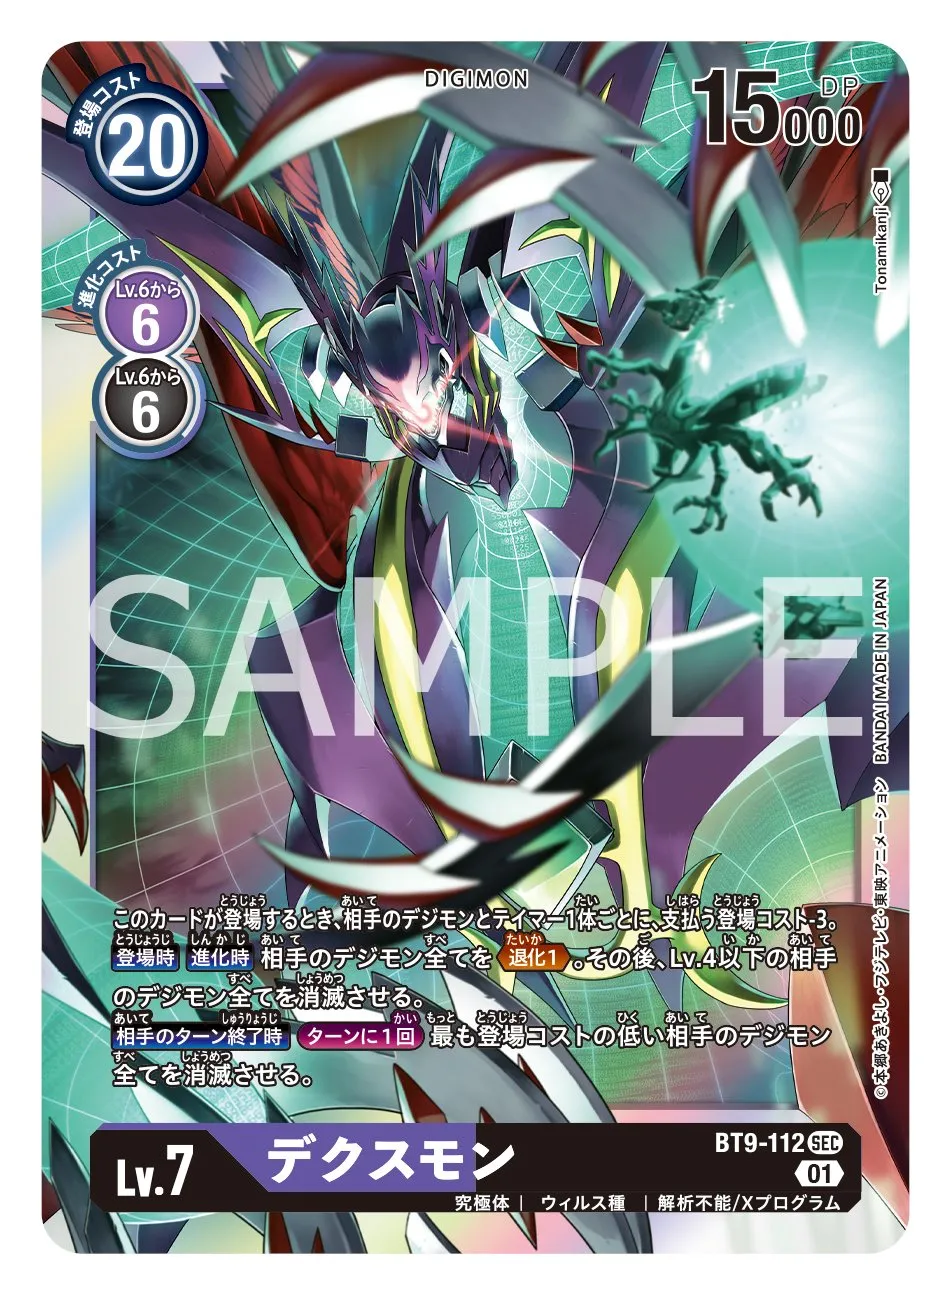 DIGIMON
登場コスト
20
15000
DP
進化コスト
Lv.6から
6
Lv.6から
6
Tonamikanji
SAMPLE
©本郷あきよし・フジテレビ・東映アニメーション BANDAI MADE IN JAPAN
このカードが登場するとき、相手のデジモンとテイマー1体ごとに、支払う登場コスト-3。
登場時 進化時 相手のデジモン全てを 退化1 。その後、Lv.4以下の相手
のデジモン全てを消滅させる。
相手のターン終了時 ターンに1回 最も登場コストの低い相手のデジモン
全てを消滅させる。
Lv.7 デクスモン
BT9-112 SEC
01
究極体 | ウィルス種 | 解析不能/Xプログラム